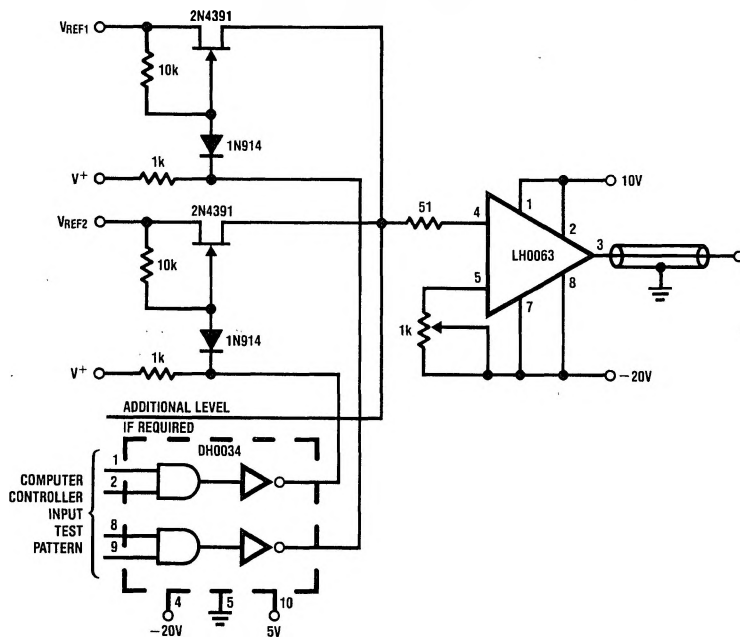 2N4391
VREF1
10k
1N914
1k
V+
2N4391
VREF2
10k
1N914
1k
V+
51
4
1
2
10V
LH0063
3
5
7
8
1k
−20V
ADDITIONAL LEVEL
IF REQUIRED
DH0034
COMPUTER
CONTROLLER
INPUT
TEST
PATTERN
1
2
8
9
4
−20V
5
10
5V